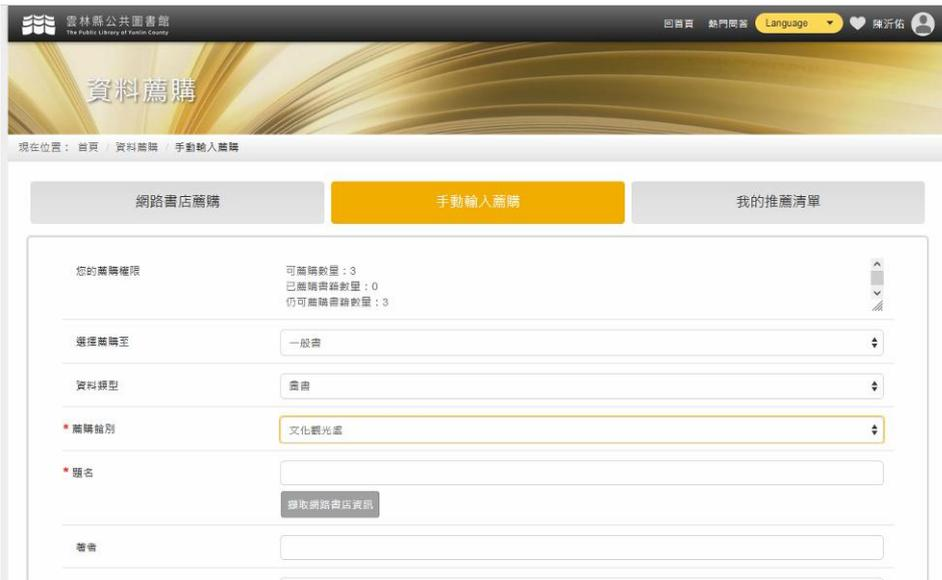 雲林縣公共圖書館
The Public Library of Yunlin County
回首頁 熱門問答 Language 陳沂佑
資料薦購
現在位置： 首頁 / 資料薦購 / 手動輸入薦購
網路書店薦購 手動輸入薦購 我的推薦清單
您的薦購權限
可薦購數量：3
已薦購書籍數量：0
仍可薦購書籍數量：3
選擇薦購至 一般書
資料類型 圖書
* 薦購館別 文化觀光處
* 題名
擷取網路書店資訊
著者